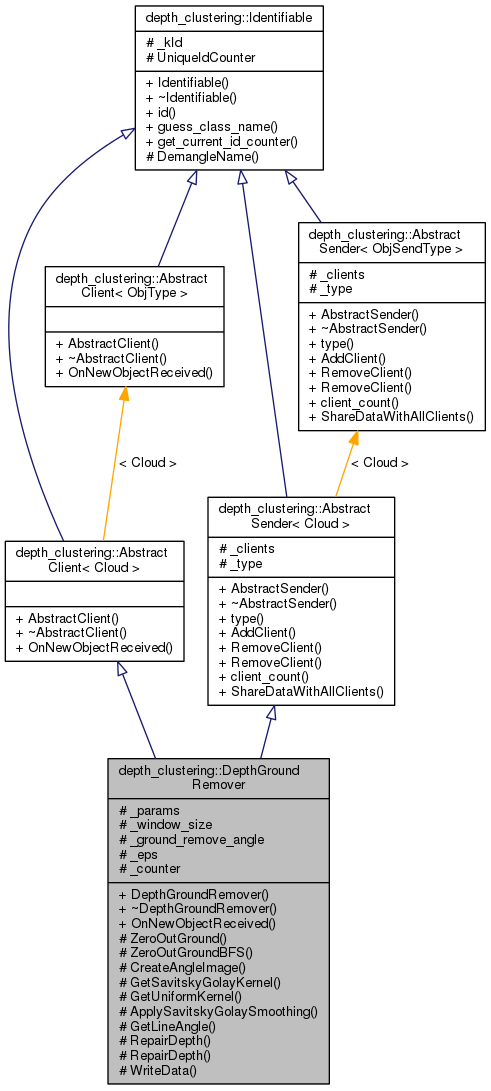 depth_clustering::Identifiable
# _kId
# UniqueIdCounter
+ Identifiable()
+ ~Identifiable()
+ id()
+ guess_class_name()
+ get_current_id_counter()
# DemangleName()
depth_clustering::Abstract
Sender< ObjSendType >
# _clients
# _type
+ AbstractSender()
+ ~AbstractSender()
+ type()
+ AddClient()
+ RemoveClient()
+ RemoveClient()
+ client_count()
+ ShareDataWithAllClients()
depth_clustering::Abstract
Client< ObjType >
+ AbstractClient()
+ ~AbstractClient()
+ OnNewObjectReceived()
< Cloud >
< Cloud >
depth_clustering::Abstract
Sender< Cloud >
# _clients
# _type
+ AbstractSender()
+ ~AbstractSender()
+ type()
+ AddClient()
+ RemoveClient()
+ RemoveClient()
+ client_count()
+ ShareDataWithAllClients()
depth_clustering::Abstract
Client< Cloud >
+ AbstractClient()
+ ~AbstractClient()
+ OnNewObjectReceived()
depth_clustering::DepthGround
Remover
# _params
# _window_size
# _ground_remove_angle
# _eps
# _counter
+ DepthGroundRemover()
+ ~DepthGroundRemover()
+ OnNewObjectReceived()
# ZeroOutGround()
# ZeroOutGroundBFS()
# CreateAngleImage()
# GetSavitskyGolayKernel()
# GetUniformKernel()
# ApplySavitskyGolaySmoothing()
# GetLineAngle()
# RepairDepth()
# RepairDepth()
# WriteData()